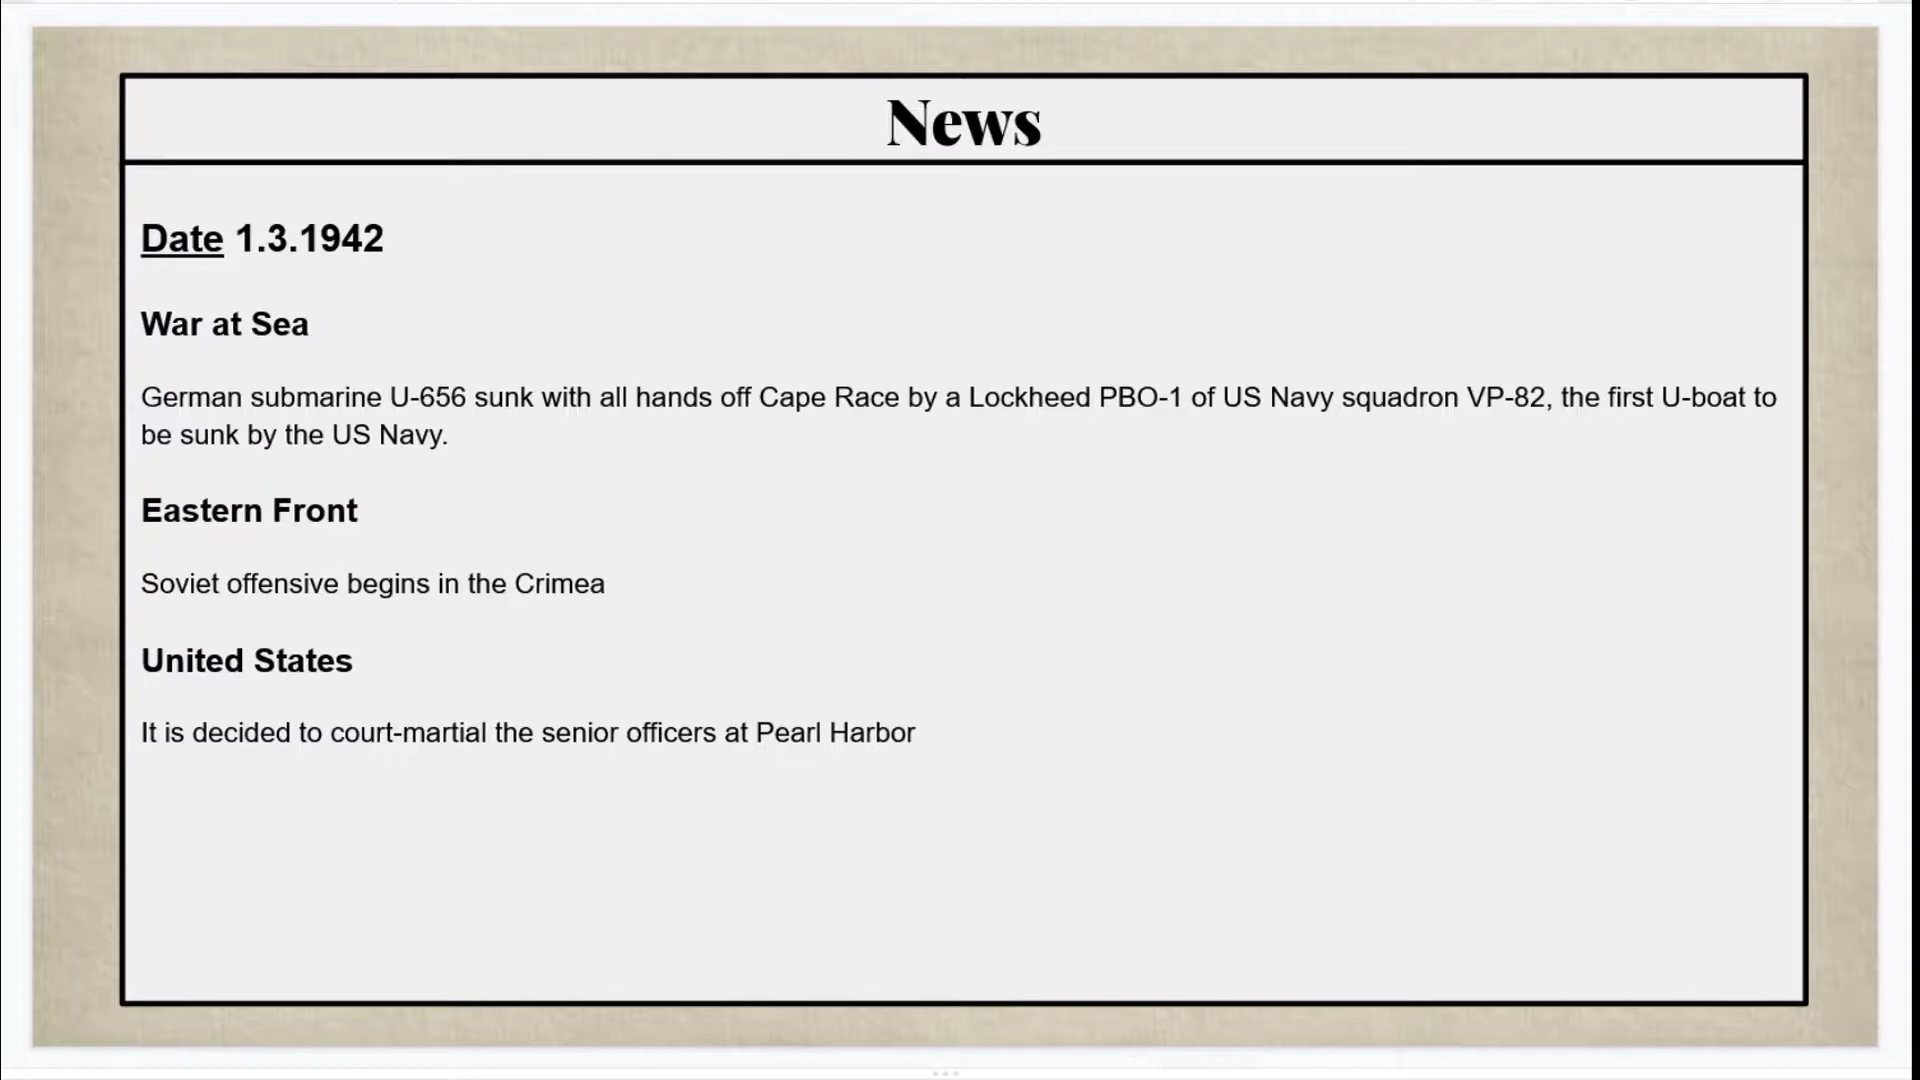 News
Date 1.3.1942
War at Sea
German submarine U-656 sunk with all hands off Cape Race by a Lockheed PBO-1 of US Navy squadron VP-82, the first U-boat to
be sunk by the US Navy.
Eastern Front
Soviet offensive begins in the Crimea
United States
It is decided to court-martial the senior officers at Pearl Harbor